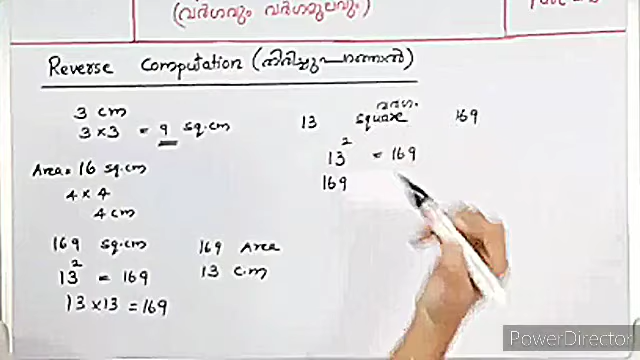 (വർഗവും വർഗമൂലവും)
Reverse Computation (തിരിച്ചുപറഞ്ഞാൽ)
3 cm
3 × 3 = 9 sq.cm
Area = 16 sq.cm
4 × 4
4 cm
169 sq.cm
13² = 169
13 × 13 = 169
169 Area
13 C.m
വർഗം
13 square 169
13² = 169
169
PowerDirector